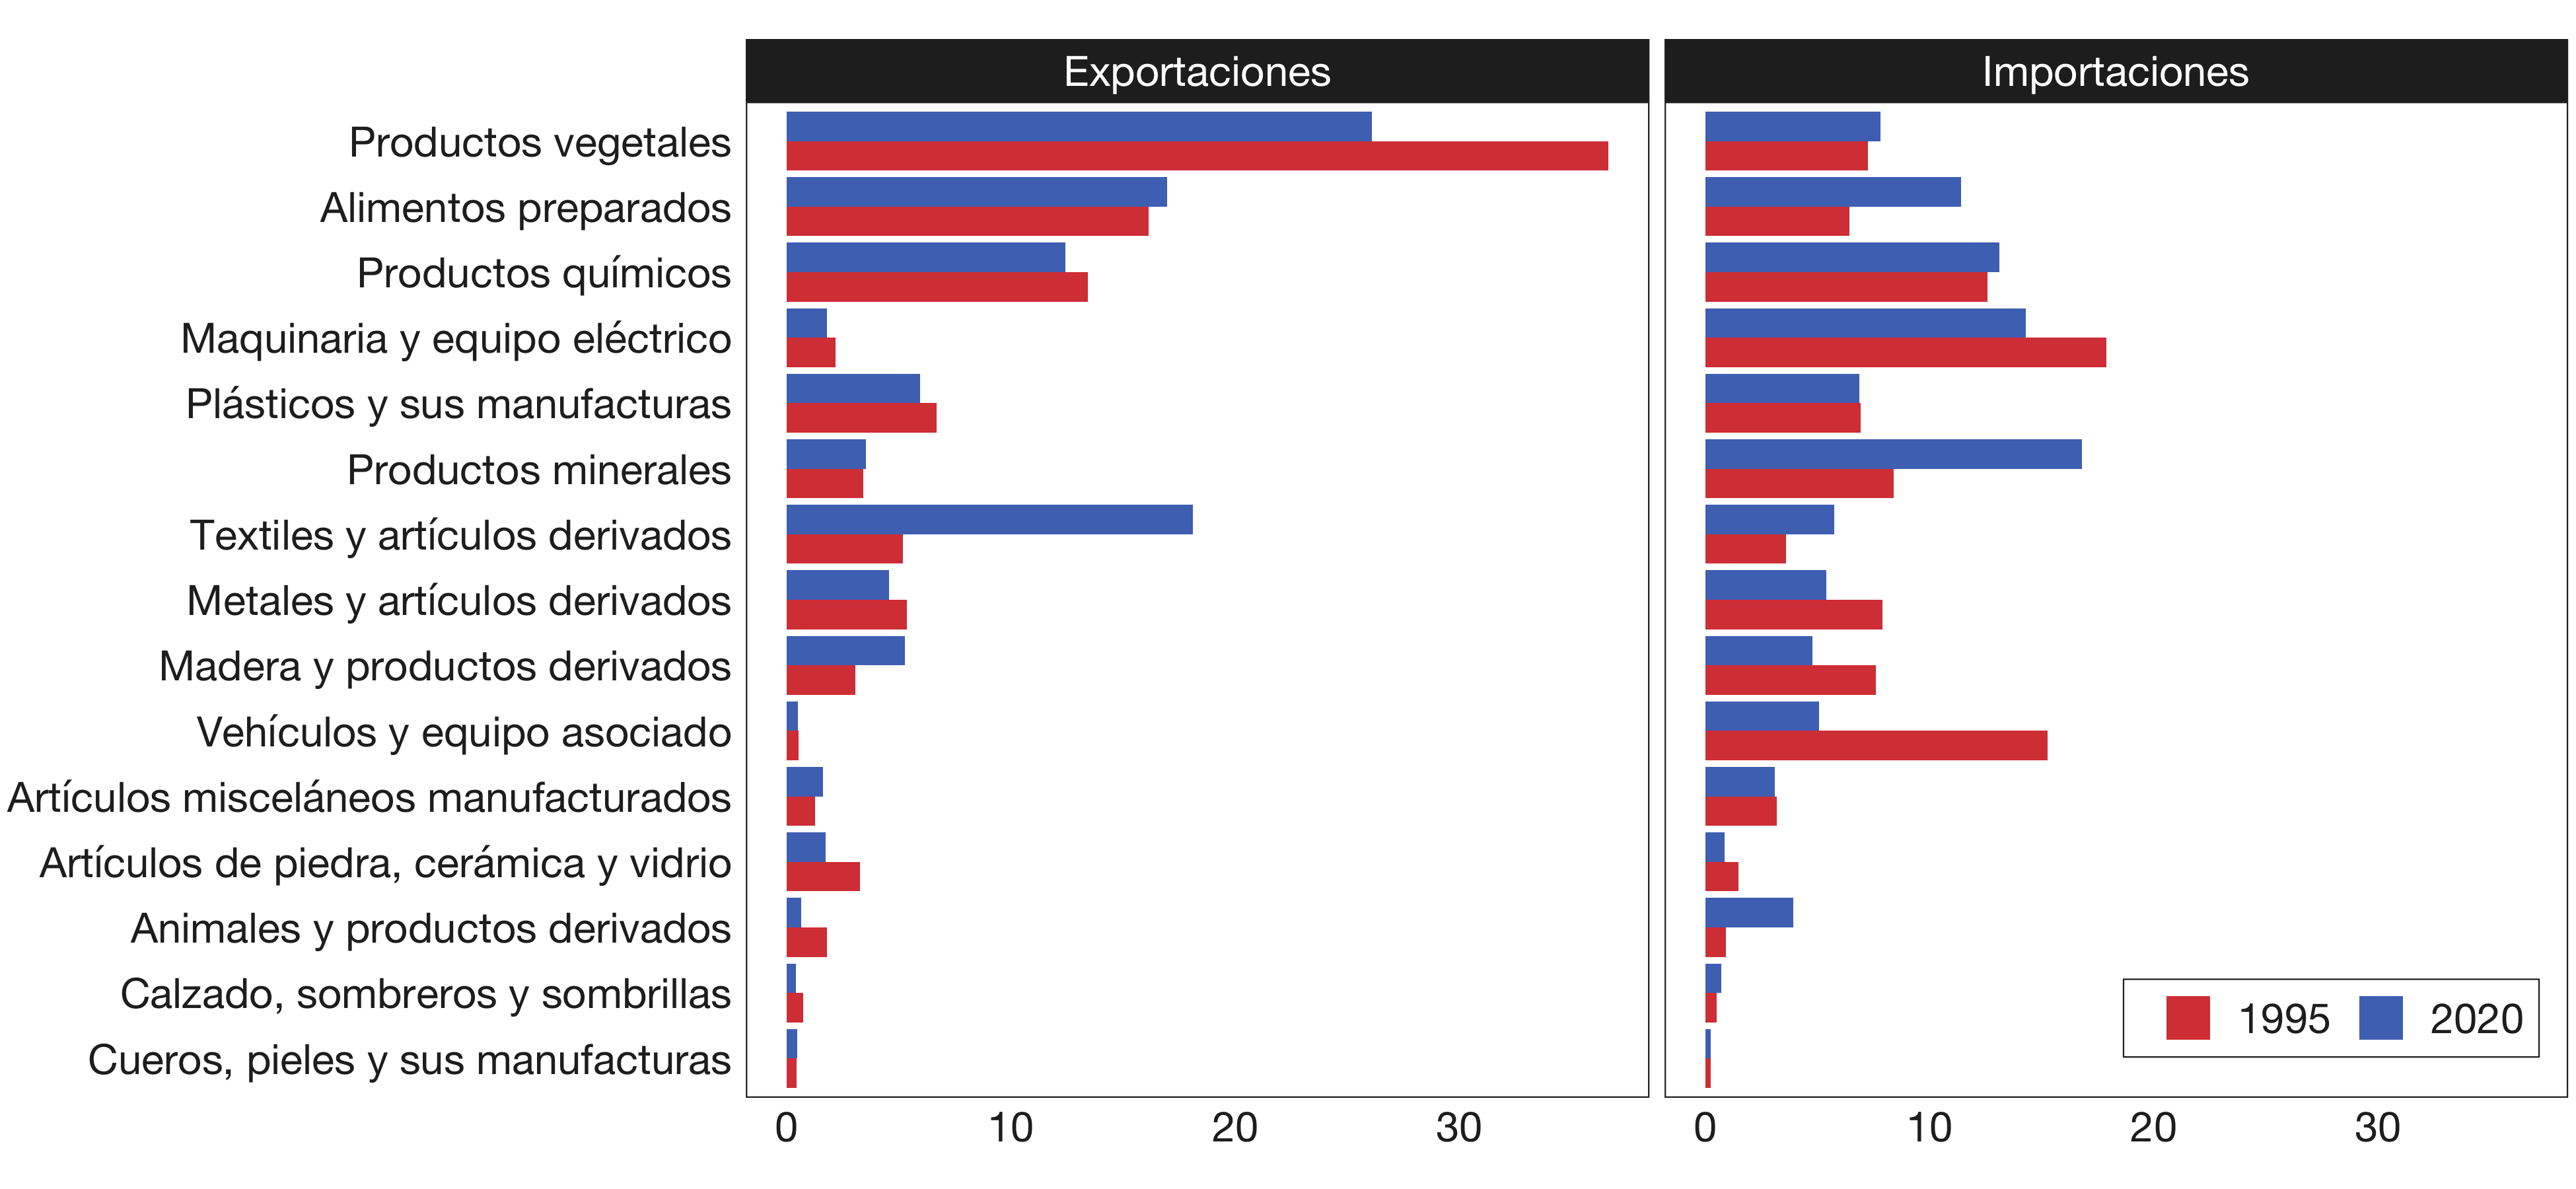 Exportaciones
Importaciones
Productos vegetales
Alimentos preparados
Productos químicos
Maquinaria y equipo eléctrico
Plásticos y sus manufacturas
Productos minerales
Textiles y artículos derivados
Metales y artículos derivados
Madera y productos derivados
Vehículos y equipo asociado
Artículos misceláneos manufacturados
Artículos de piedra, cerámica y vidrio
Animales y productos derivados
Calzado, sombreros y sombrillas
Cueros, pieles y sus manufacturas
1995 2020
0 10 20 30
0 10 20 30